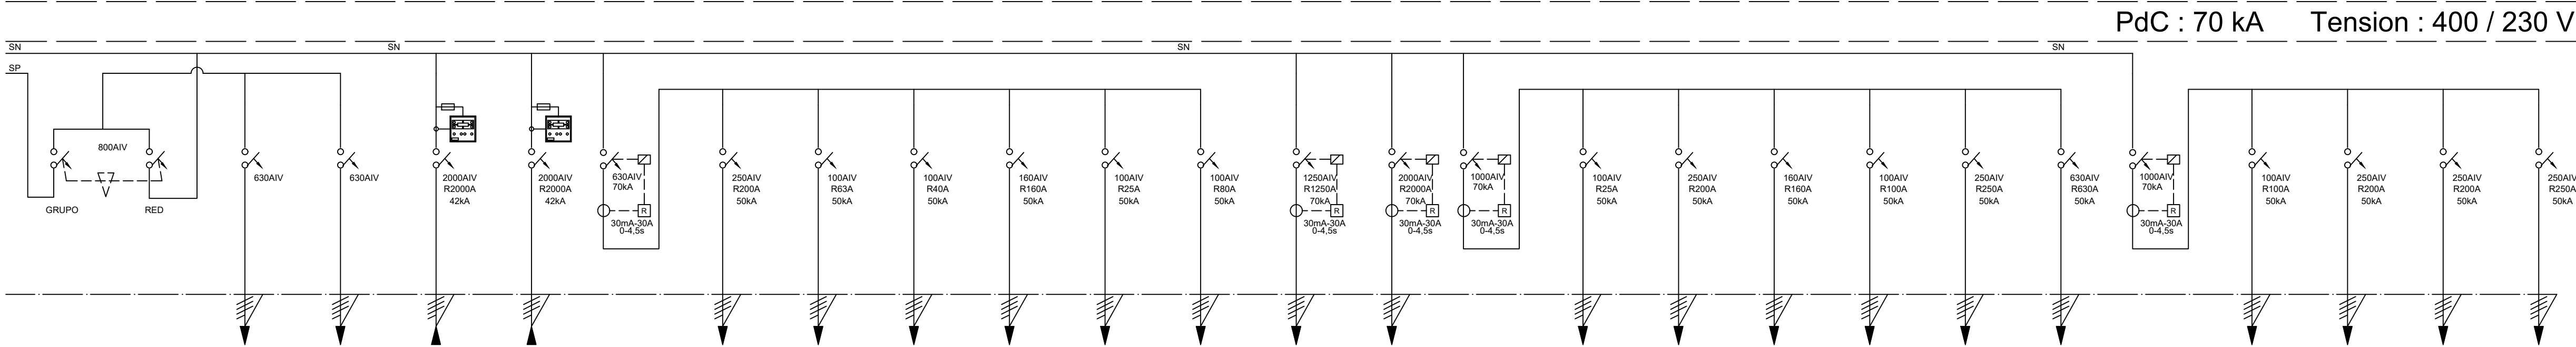 PdC : 70 kA Tension : 400 / 230 V
SN SN SN SN
SP
800AIV
GRUPO RED
630AIV
630AIV
2000AIV
R2000A
42kA
2000AIV
R2000A
42kA
630AIV
70kA
R
30mA-30A
0-4,5s
250AIV
R200A
50kA
100AIV
R63A
50kA
100AIV
R40A
50kA
160AIV
R160A
50kA
100AIV
R25A
50kA
100AIV
R80A
50kA
1250AIV
R1250A
70kA
R
30mA-30A
0-4,5s
2000AIV
R2000A
70kA
R
30mA-30A
0-4,5s
1000AIV
70kA
R
30mA-30A
0-4,5s
100AIV
R25A
50kA
250AIV
R200A
50kA
160AIV
R160A
50kA
100AIV
R100A
50kA
250AIV
R250A
50kA
630AIV
R630A
50kA
1000AIV
70kA
R
30mA-30A
0-4,5s
100AIV
R100A
50kA
250AIV
R200A
50kA
250AIV
R200A
50kA
250AIV
R250A
50kA